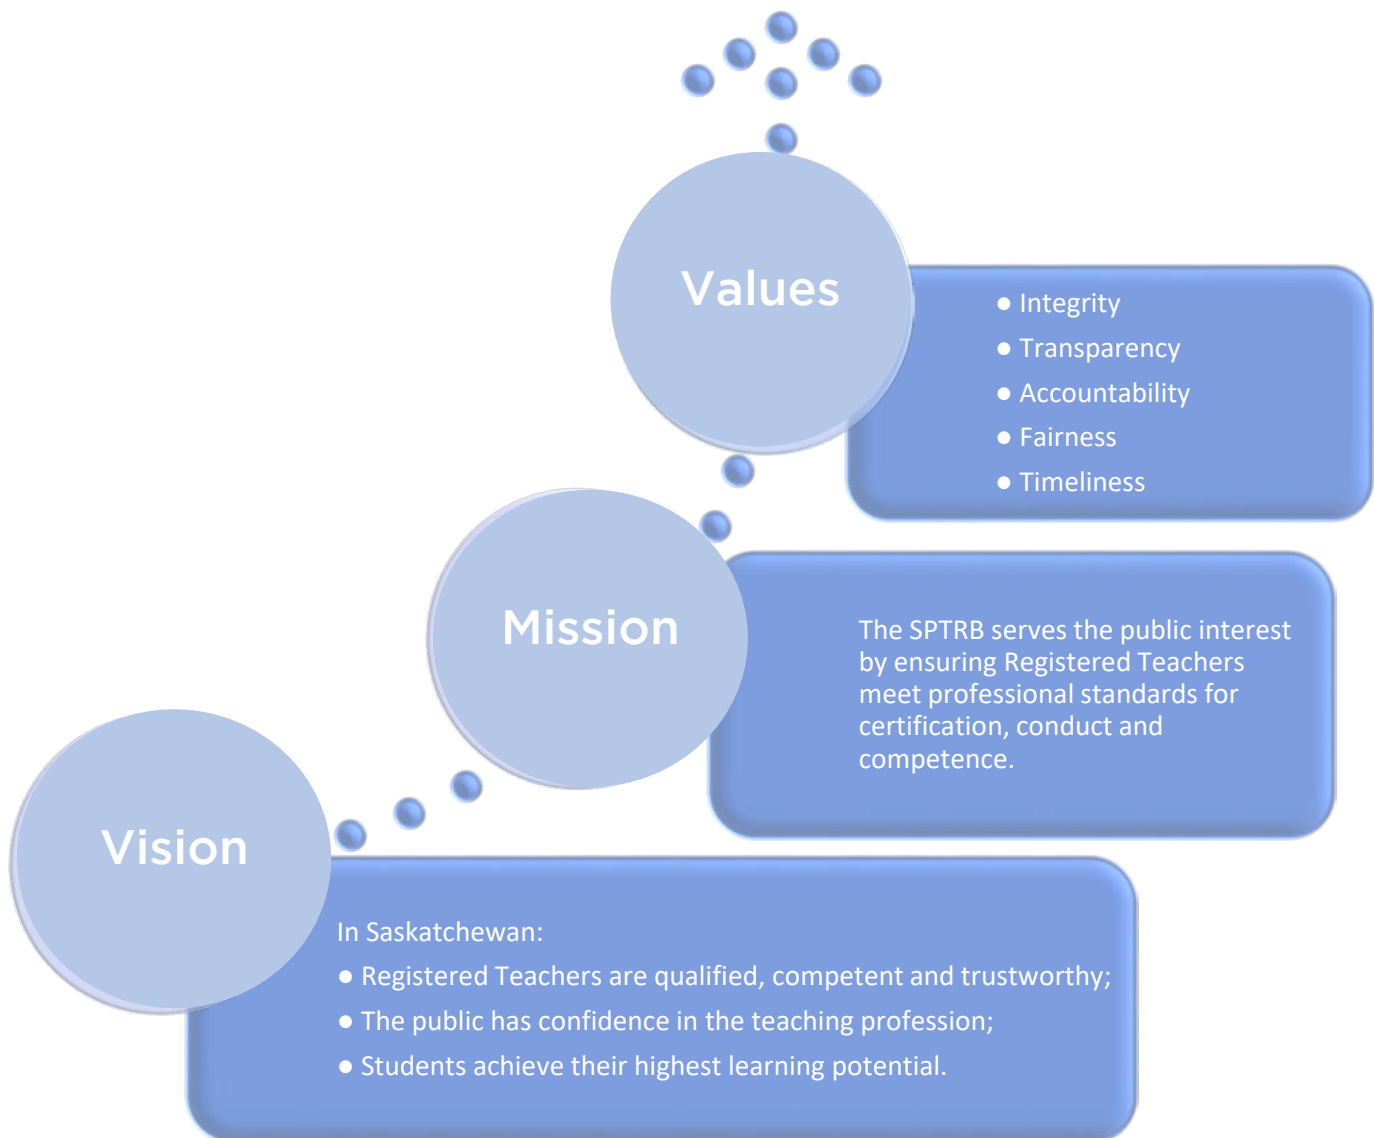 Values
● Integrity
● Transparency
● Accountability
● Fairness
● Timeliness
Mission
The SPTRB serves the public interest
by ensuring Registered Teachers
meet professional standards for
certification, conduct and
competence.
Vision
In Saskatchewan:
● Registered Teachers are qualified, competent and trustworthy;
● The public has confidence in the teaching profession;
● Students achieve their highest learning potential.